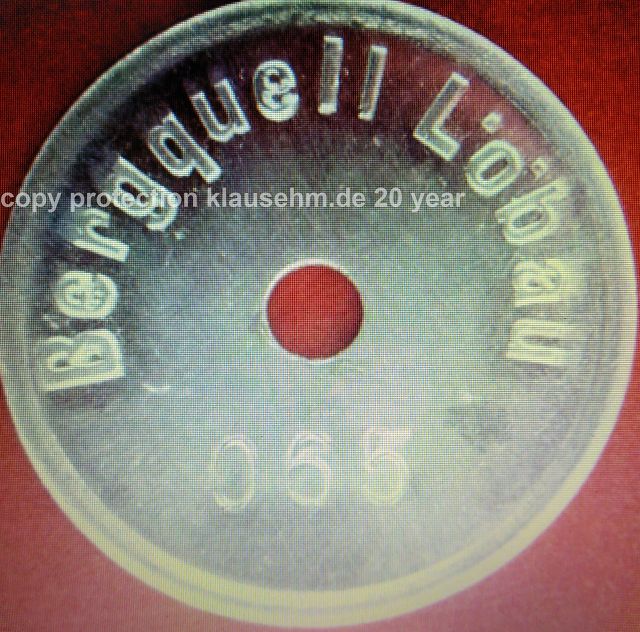 Bergquell Löbau
copy protection klausehm.de 20 year
065